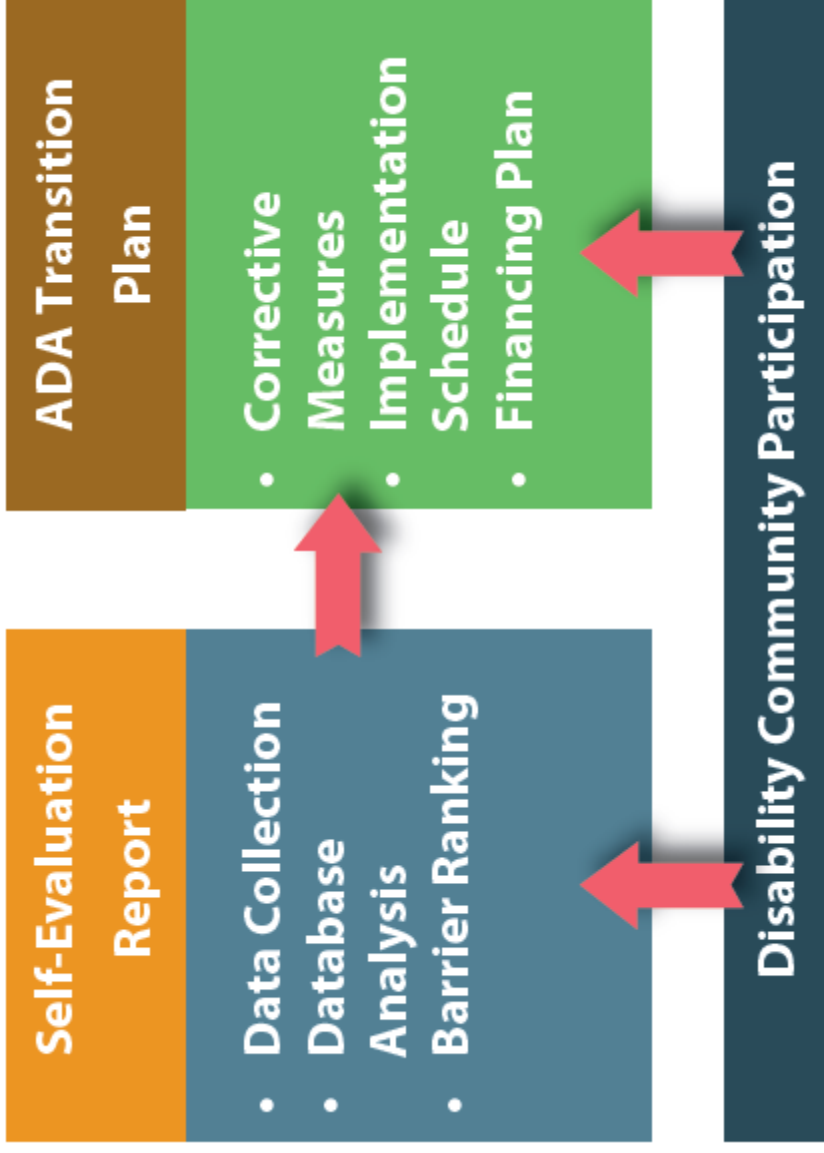 Self-Evaluation
Report
• Data Collection
• Database
Analysis
• Barrier Ranking
ADA Transition
Plan
• Corrective
Measures
• Implementation
Schedule
• Financing Plan
Disability Community Participation